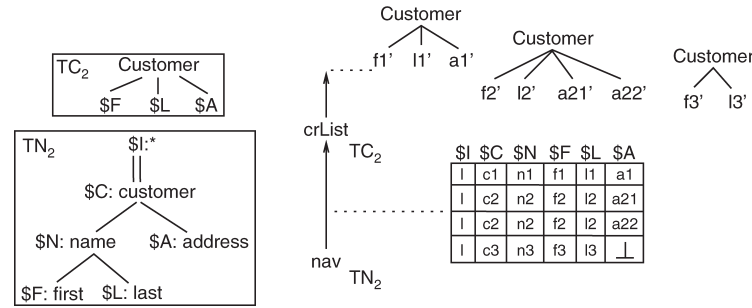 TC2 Customer
$F $L $A
TN2 $I:*
$C: customer
$N: name $A: address
$F: first $L: last
Customer
f1' l1' a1'
Customer
f2' l2' a21' a22'
Customer
f3' l3'
crList
TC2
nav
TN2
$I $C $N $F $L $A
I c1 n1 f1 l1 a1
I c2 n2 f2 l2 a21
I c2 n2 f2 l2 a22
I c3 n3 f3 l3 ⊥